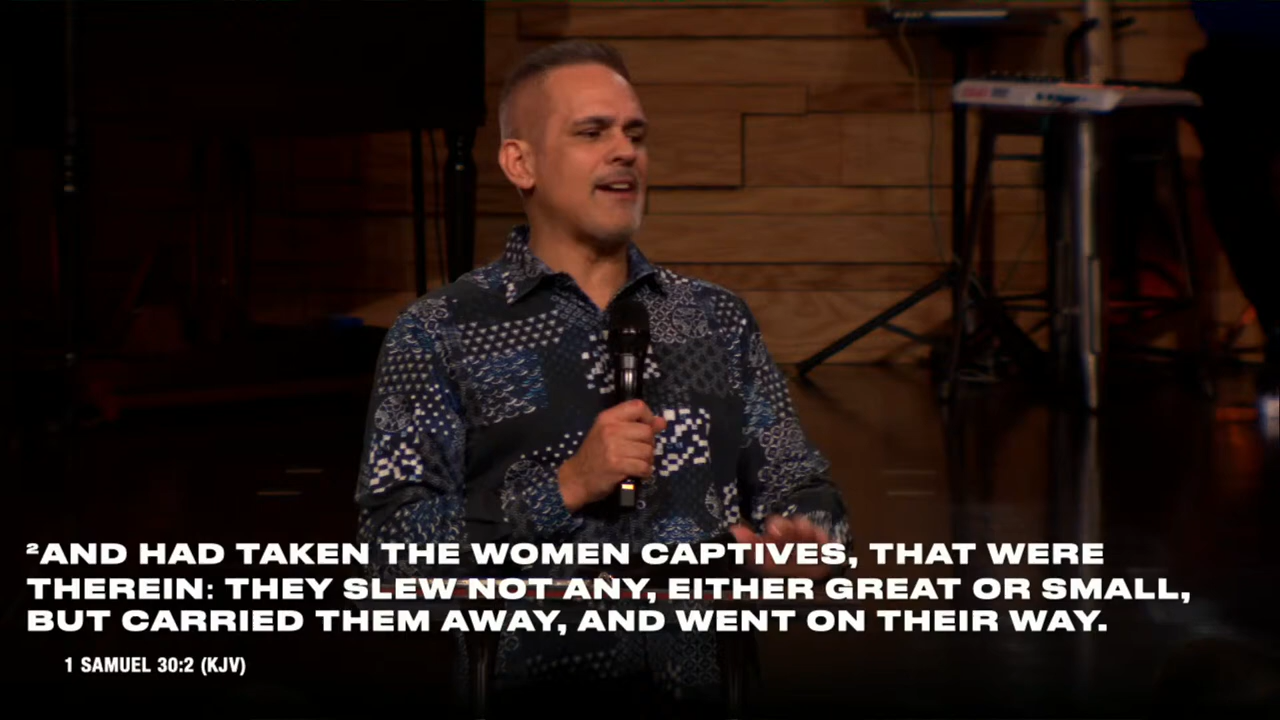 ²AND HAD TAKEN THE WOMEN CAPTIVES, THAT WERE
THEREIN: THEY SLEW NOT ANY, EITHER GREAT OR SMALL,
BUT CARRIED THEM AWAY, AND WENT ON THEIR WAY.
1 SAMUEL 30:2 (KJV)